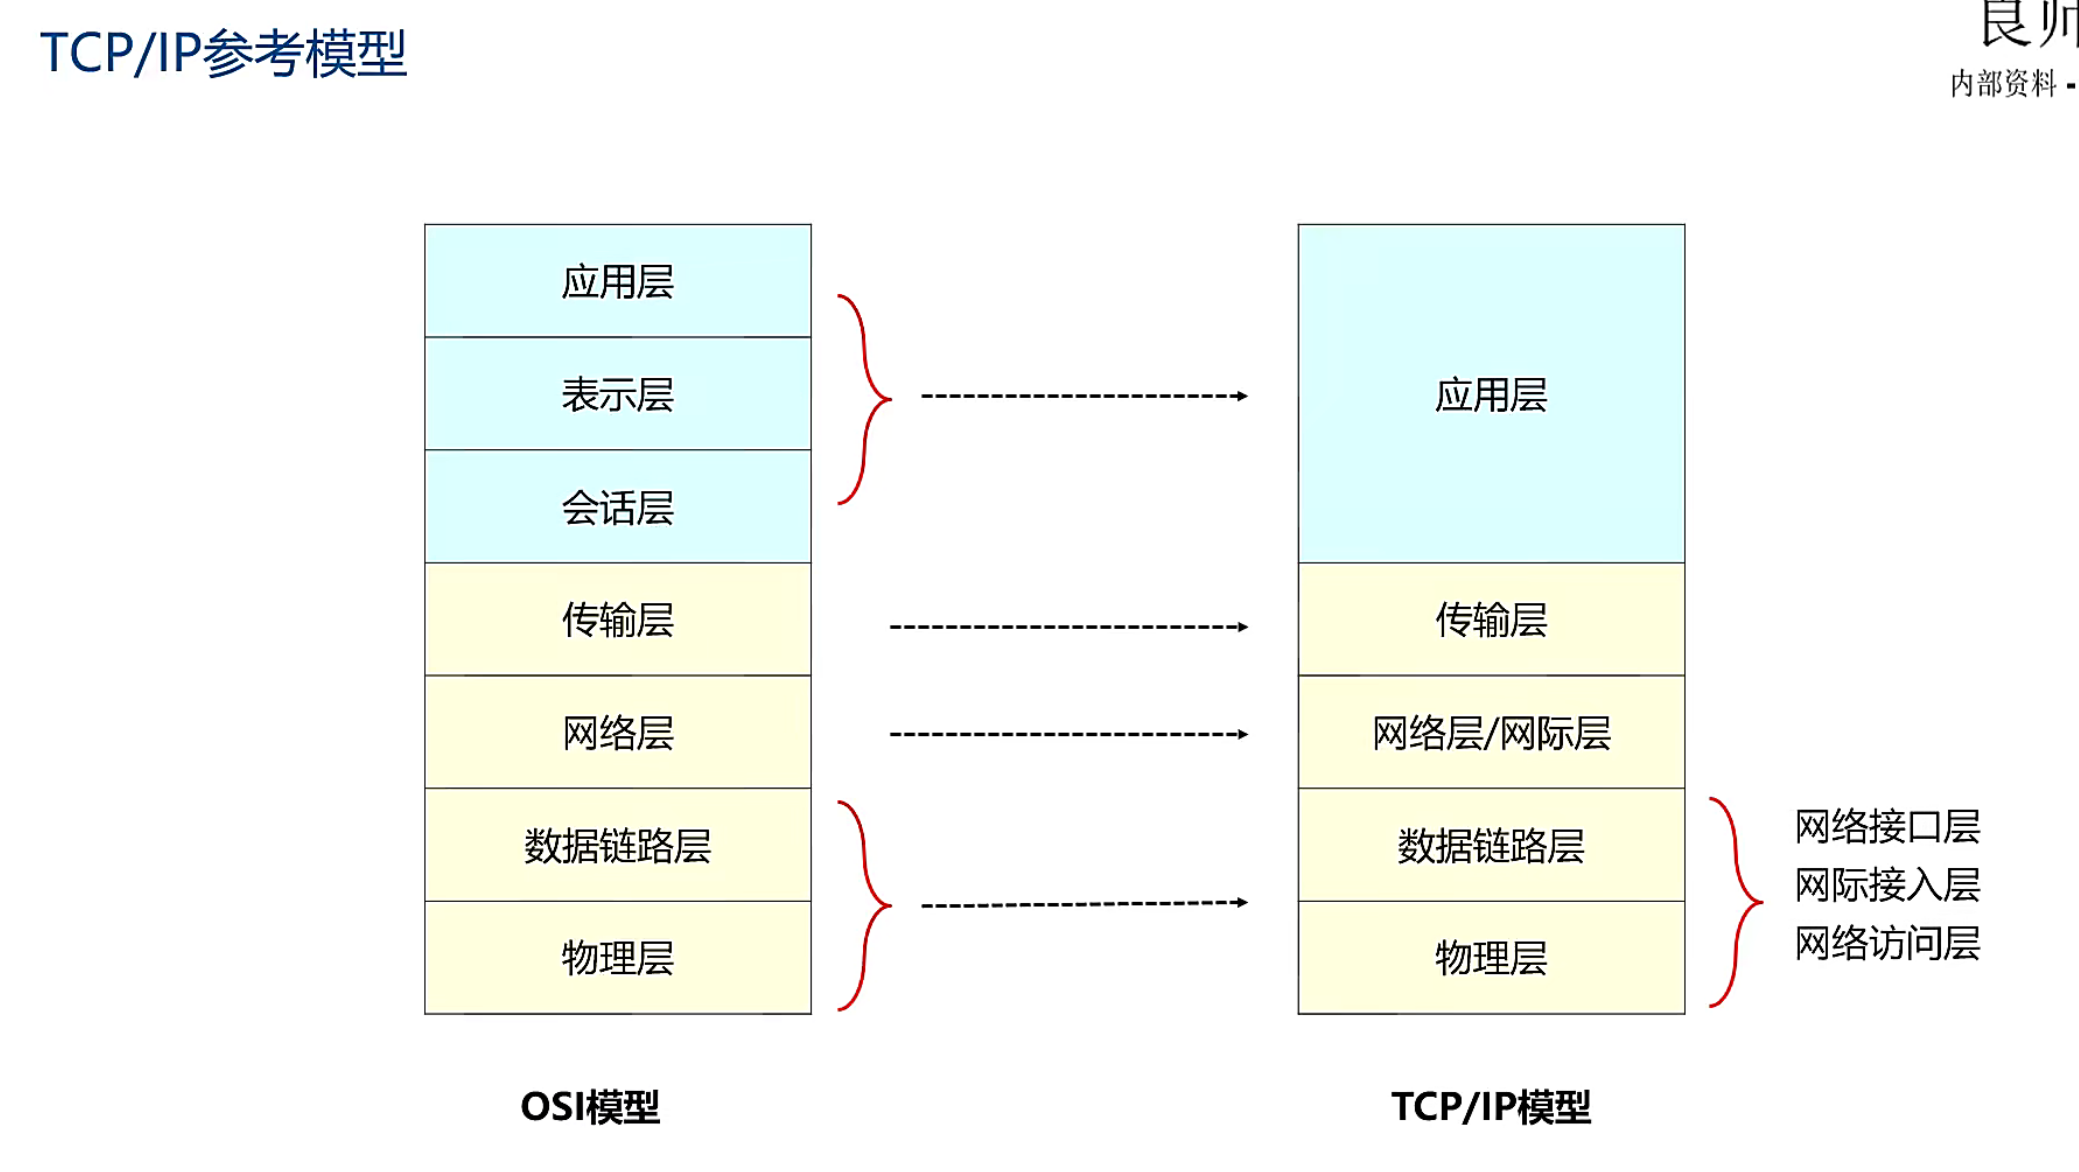 TCP/IP参考模型
内部资料 -
应用层
表示层
会话层
传输层
网络层
数据链路层
物理层
OSI模型
应用层
传输层
网络层/网际层
数据链路层
物理层
TCP/IP模型
网络接口层
网际接入层
网络访问层